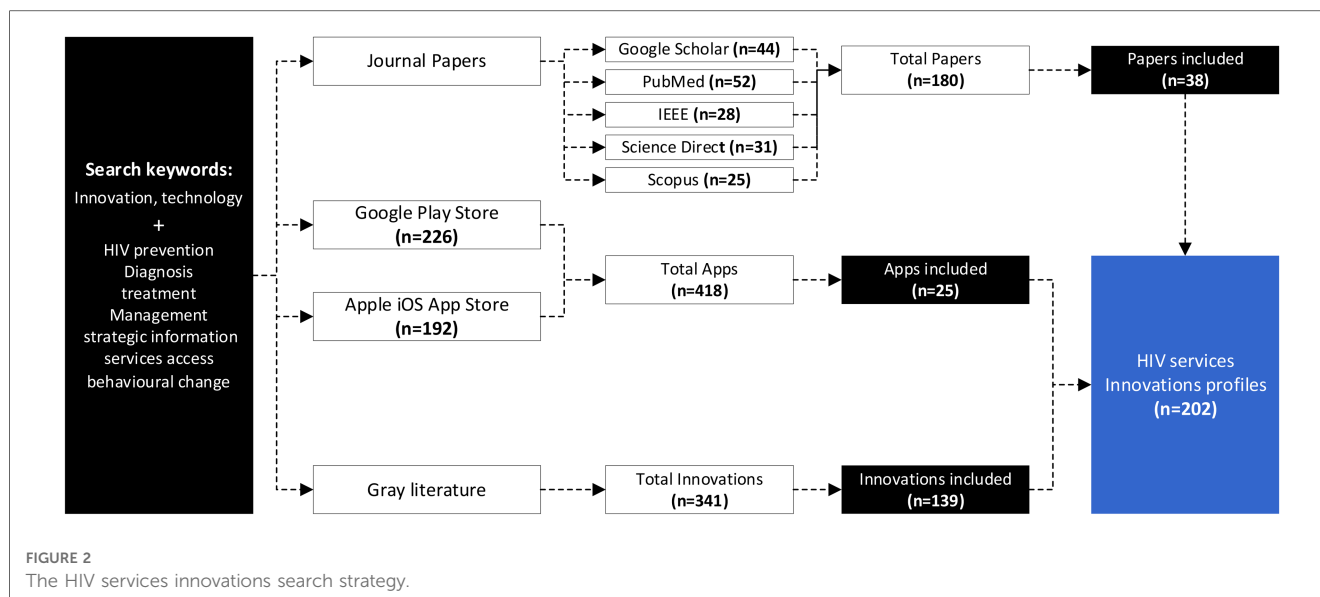 Search keywords:
Innovation, technology
+
HIV prevention
Diagnosis
treatment
Management
strategic information
services access
behavioural change
Journal Papers
Google Scholar (n=44)
PubMed (n=52)
IEEE (n=28)
Science Direct (n=31)
Scopus (n=25)
Total Papers
(n=180)
Papers included
(n=38)
Google Play Store
(n=226)
Apple iOS App Store
(n=192)
Total Apps
(n=418)
Apps included
(n=25)
Gray literature
Total Innovations
(n=341)
Innovations included
(n=139)
HIV services
Innovations profiles
(n=202)
FIGURE 2
The HIV services innovations search strategy.